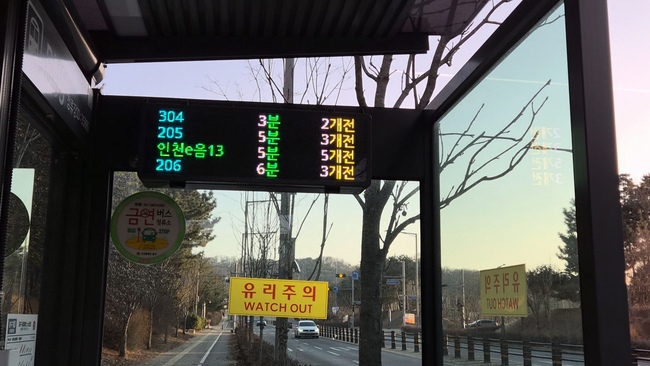 304 3분 2개전
205 5분 3개전
인천e음13 5분 5개전
206 6분 3개전
금연 버스
정류소
유리주의
WATCH OUT
유리주의
WATCH OUT